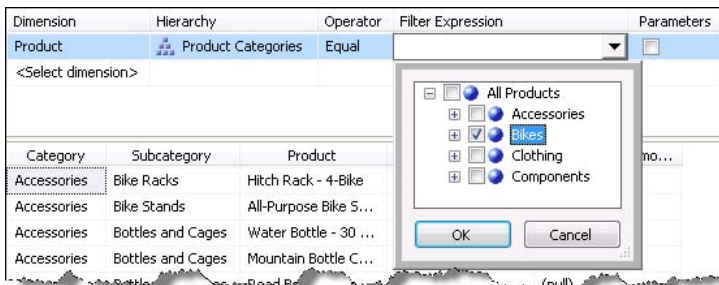 Dimension Hierarchy Operator Filter Expression Parameters
Product Product Categories Equal
<Select dimension>
All Products
Accessories
Bikes
Clothing
Components
OK Cancel
Category Subcategory Product mo...
Accessories Bike Racks Hitch Rack - 4-Bike
Accessories Bike Stands All-Purpose Bike S...
Accessories Bottles and Cages Water Bottle - 30 ...
Accessories Bottles and Cages Mountain Bottle C...
(null)